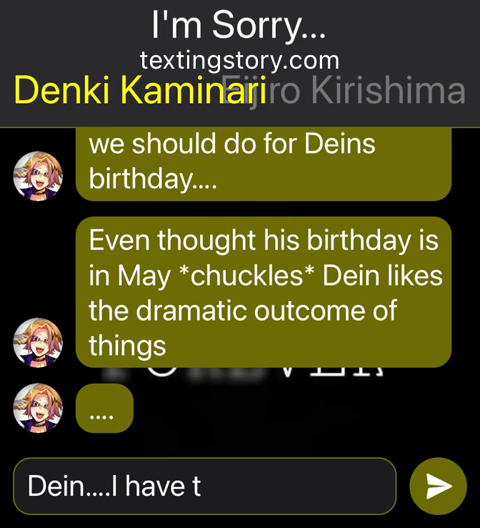 I'm Sorry...
textingstory.com
Denki Kaminari Eijiro Kirishima
we should do for Deins
birthday....
Even thought his birthday is
in May *chuckles* Dein likes
the dramatic outcome of
things
....
Dein....I have t